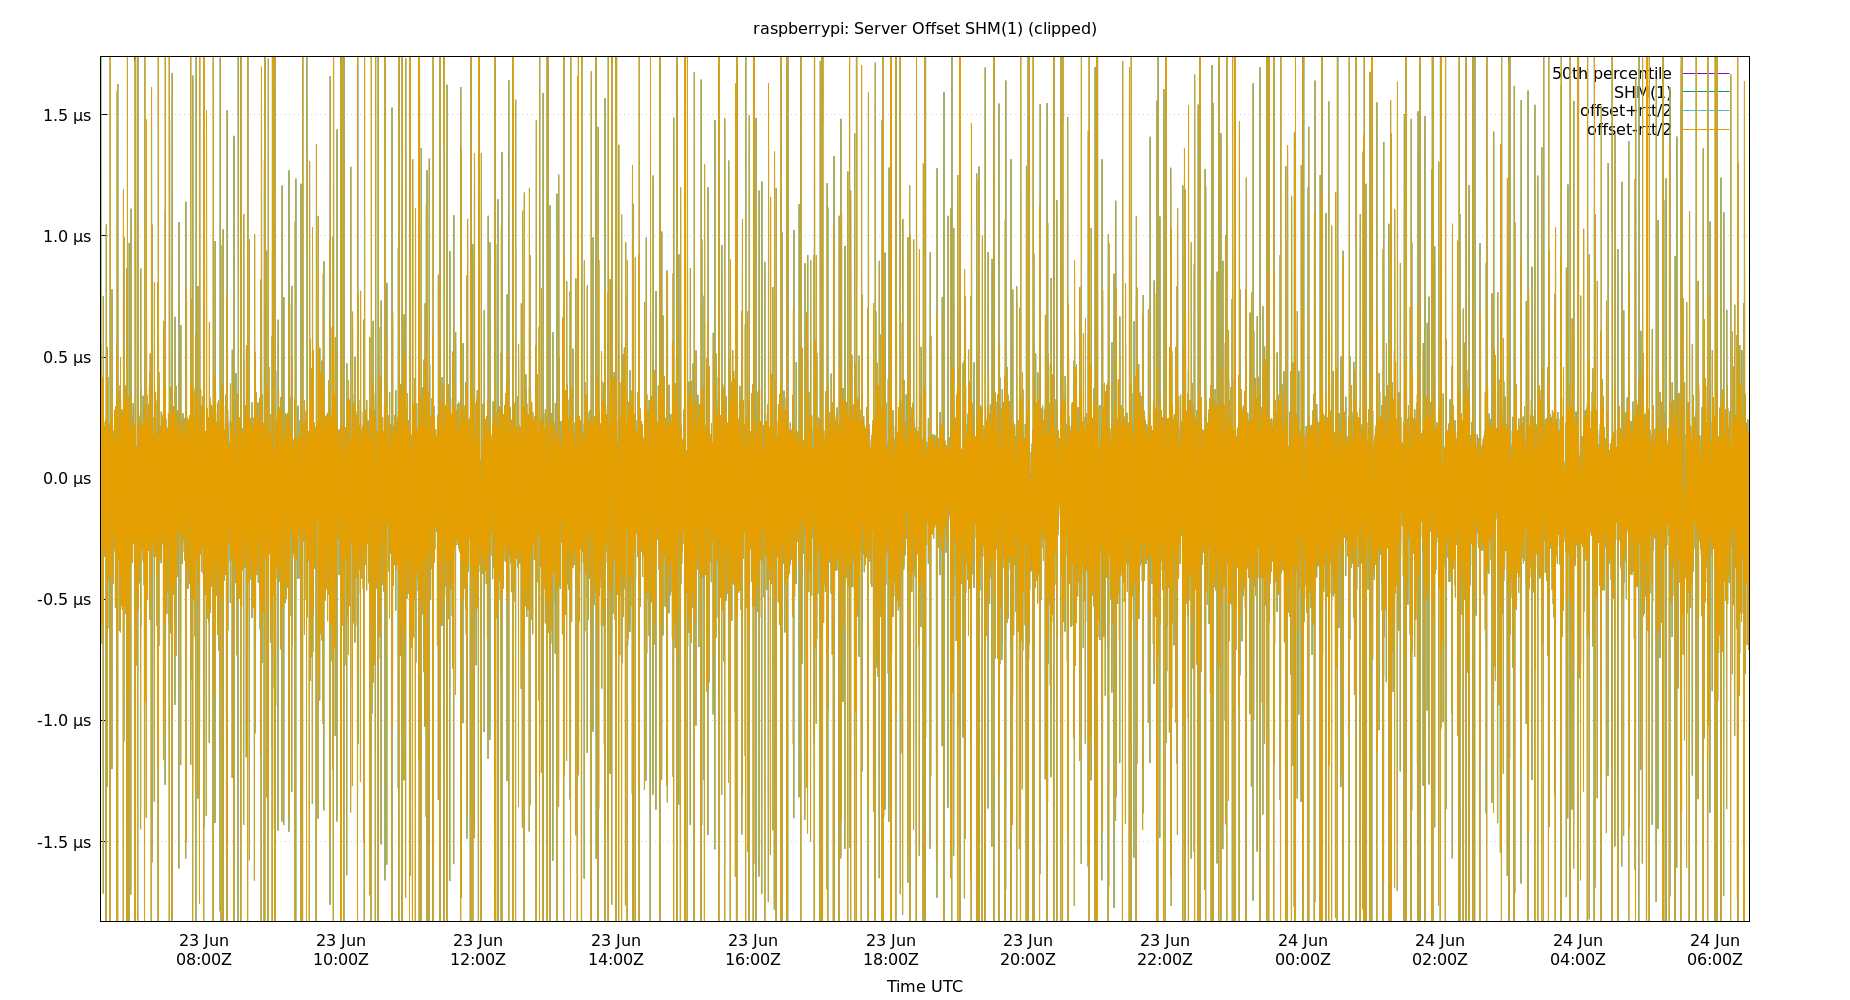 raspberrypi: Server Offset SHM(1) (clipped)
50th percentile
SHM(1)
offset+rtt/2
offset-rtt/2
1.5 µs
1.0 µs
0.5 µs
0.0 µs
-0.5 µs
-1.0 µs
-1.5 µs
23 Jun 23 Jun 23 Jun 23 Jun 23 Jun 23 Jun 23 Jun 23 Jun 24 Jun 24 Jun 24 Jun 24 Jun
08:00Z 10:00Z 12:00Z 14:00Z 16:00Z 18:00Z 20:00Z 22:00Z 00:00Z 02:00Z 04:00Z 06:00Z
Time UTC